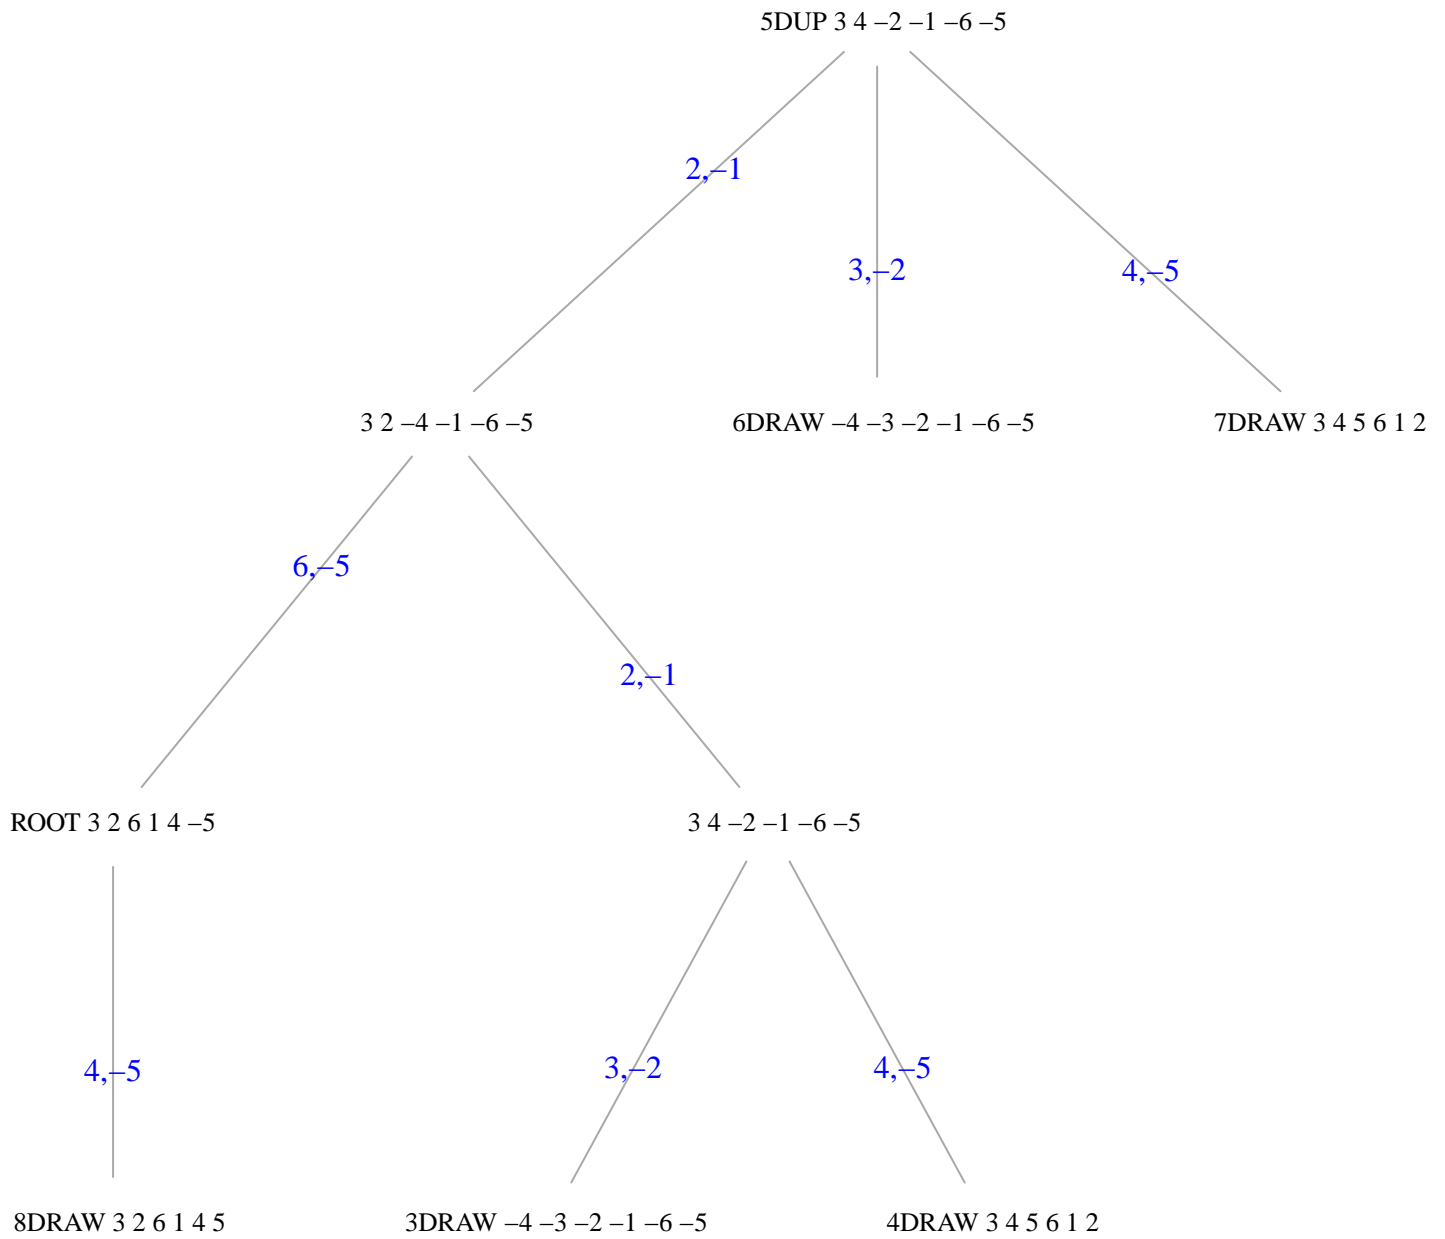 5DUP 3 4 –2 –1 –6 –5
2,–1
3,–2
4,–5
3 2 –4 –1 –6 –5
6DRAW –4 –3 –2 –1 –6 –5
7DRAW 3 4 5 6 1 2
6,–5
2,–1
ROOT 3 2 6 1 4 –5
3 4 –2 –1 –6 –5
4,–5
3,–2
4,–5
8DRAW 3 2 6 1 4 5
3DRAW –4 –3 –2 –1 –6 –5
4DRAW 3 4 5 6 1 2